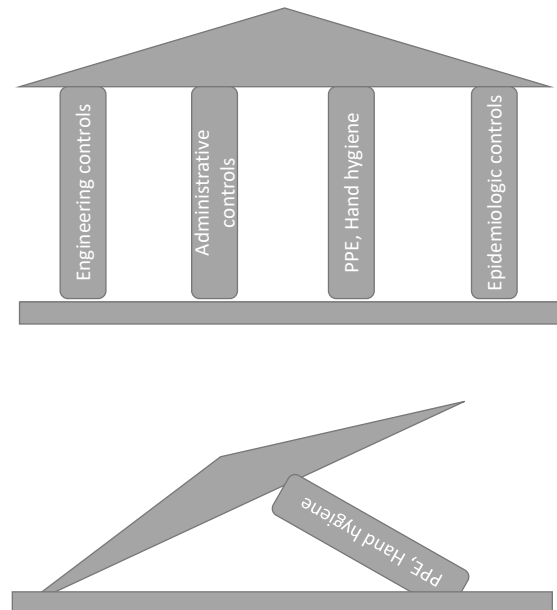 Engineering controls
Administrative
controls
PPE, Hand hygiene
Epidemiologic controls
PPE, Hand hygiene